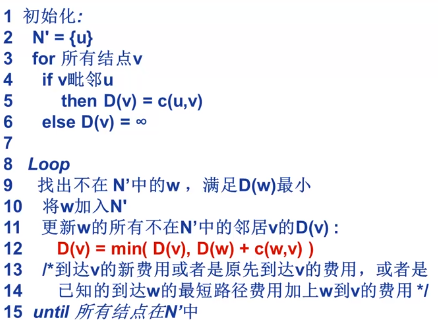 1 初始化:
2 N' = {u}
3 for 所有结点v
4 if v毗邻u
5 then D(v) = c(u,v)
6 else D(v) = ∞
7
8 Loop
9 找出不在 N’中的w ，满足D(w)最小
10 将w加入N'
11 更新w的所有不在N’中的邻居v的D(v) :
12 D(v) = min( D(v), D(w) + c(w,v) )
13 /*到达v的新费用或者是原先到达v的费用，或者是
14 已知的到达w的最短路径费用加上w到v的费用 */
15 until 所有结点在N’中